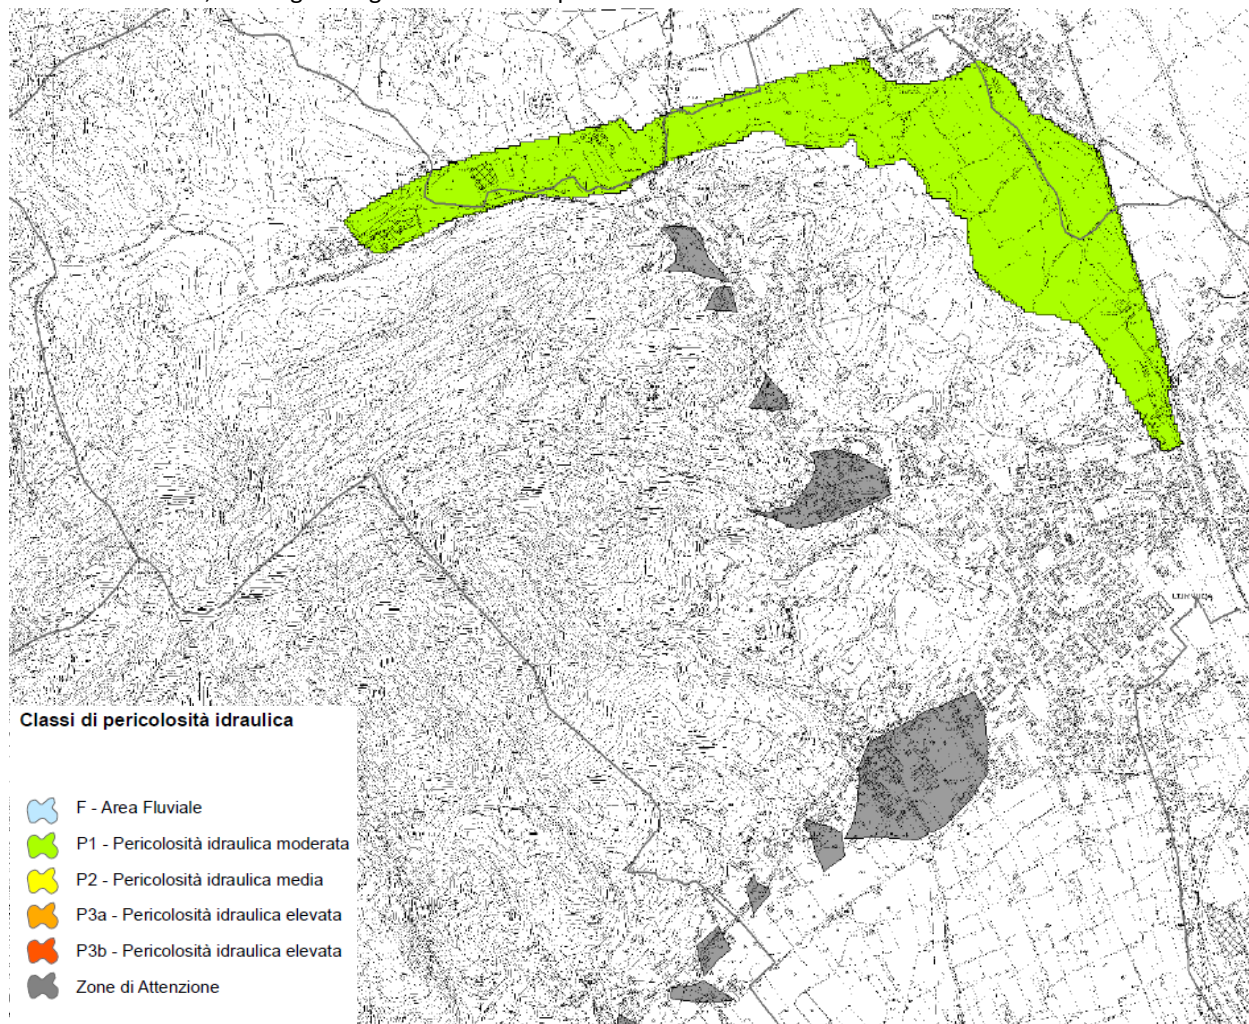 Classi di pericolosità idraulica
F - Area Fluviale
P1 - Pericolosità idraulica moderata
P2 - Pericolosità idraulica media
P3a - Pericolosità idraulica elevata
P3b - Pericolosità idraulica elevata
Zone di Attenzione